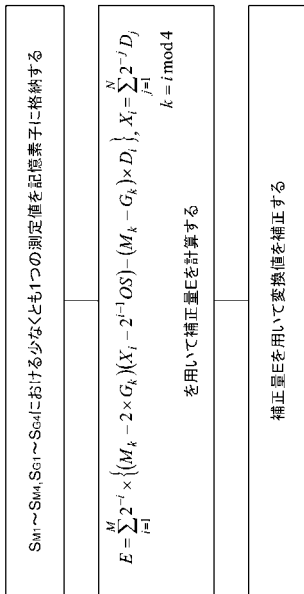 SM1～SM4,SG1～SG4における少なくとも1つの測定値を記憶素子に格納する
E = \sum_{i=1}^{M} 2^{-i} × {(M_k − 2×G_k)(X_i − 2^{i−1}OS) − (M_k − G_k)×D_i}, X_i = \sum_{j=1}^{N} 2^{−j} D_j
k = i mod 4
を用いて補正量Eを計算する
補正量Eを用いて変換値を補正する